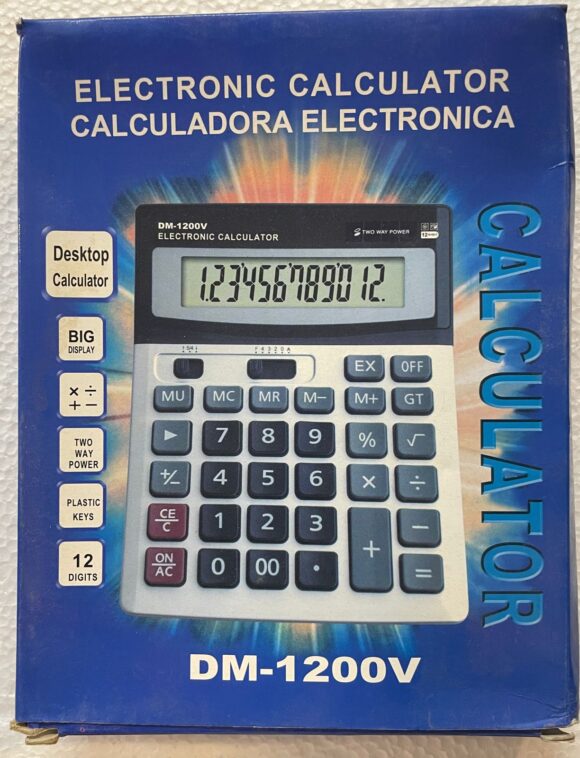 ELECTRONIC CALCULATOR
CALCULADORA ELECTRONICA
DM-1200V
ELECTRONIC CALCULATOR
TWO WAY POWER
12
1.23456789012.
Desktop
Calculator
BIG
DISPLAY
× ÷
+ −
TWO
WAY
POWER
PLASTIC
KEYS
12
DIGITS
EX OFF
MU MC MR M− M+ GT
▶ 7 8 9 % √
+/− 4 5 6 × ÷
CE/C 1 2 3 + −
ON/AC 0 00 • =
CALCULATOR
DM-1200V